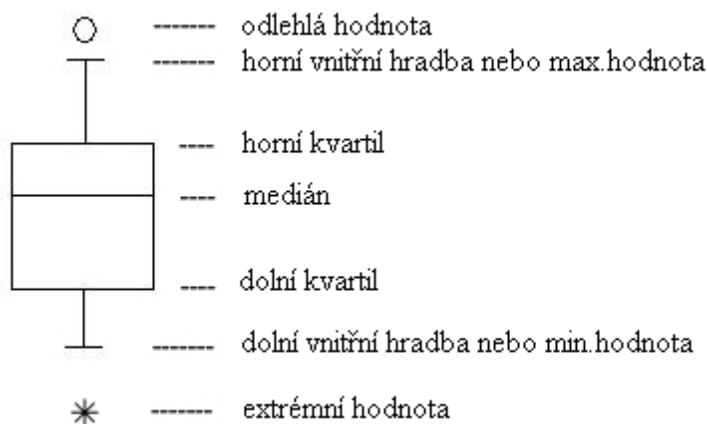 odlehlá hodnota
horní vnitřní hradba nebo max.hodnota
horní kvartil
medián
dolní kvartil
dolní vnitřní hradba nebo min.hodnota
extrémní hodnota